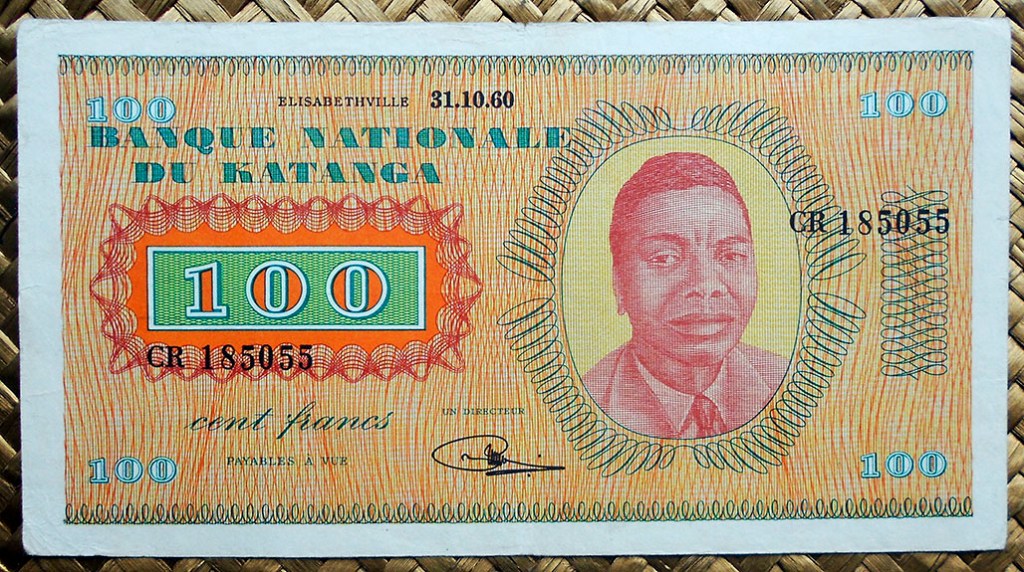 100
ELISABETHVILLE 31.10.60
100
BANQUE NATIONALE
DU KATANGA
CR 185055
100
CR 185055
cent francs
UN DIRECTEUR
PAYABLES À VUE
100
100